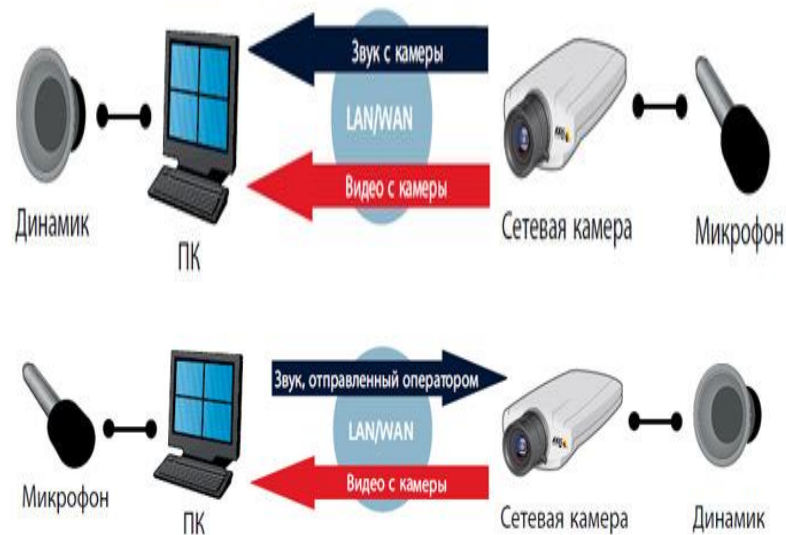 Звук с камеры
LAN/WAN
Видео с камеры
Динамик
ПК
Сетевая камера
Микрофон
Звук, отправленный оператором
LAN/WAN
Видео с камеры
Микрофон
ПК
Сетевая камера
Динамик